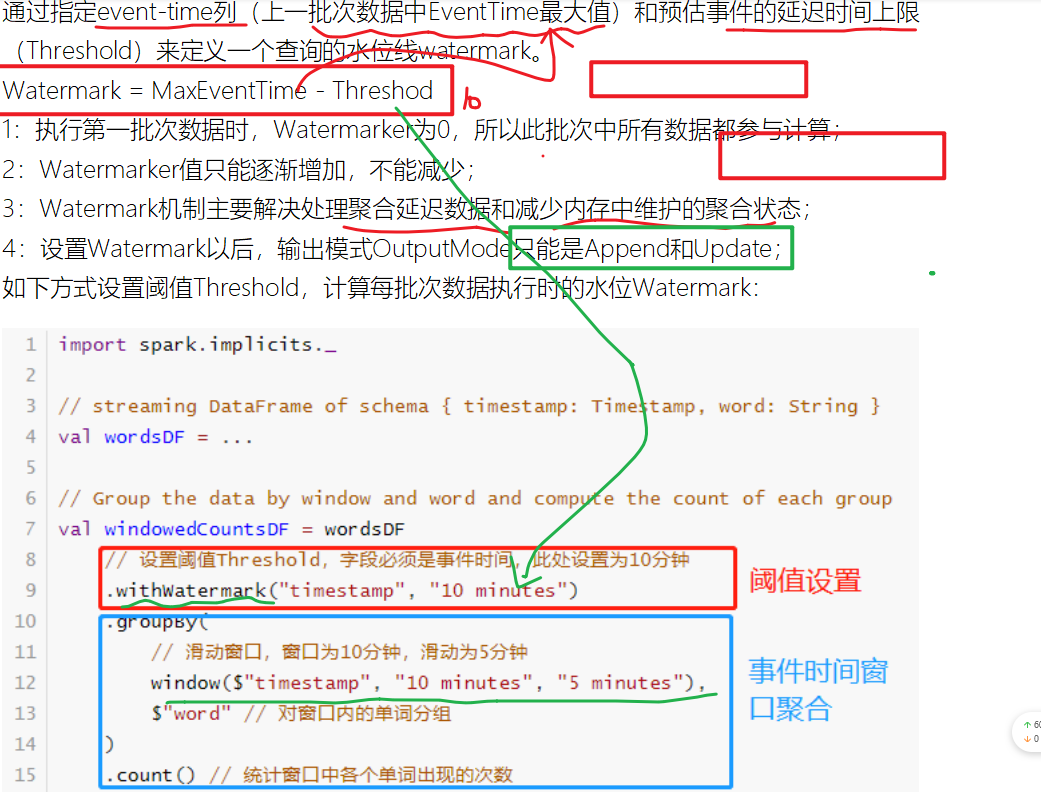 通过指定event-time列（上一批次数据中EventTime最大值）和预估事件的延迟时间上限
（Threshold）来定义一个查询的水位线watermark。
Watermark = MaxEventTime - Threshod
1：执行第一批次数据时，Watermarker为0，所以此批次中所有数据都参与计算；
2：Watermarker值只能逐渐增加，不能减少；
3：Watermark机制主要解决处理聚合延迟数据和减少内存中维护的聚合状态；
4：设置Watermark以后，输出模式OutputMode只能是Append和Update；
如下方式设置阈值Threshold，计算每批次数据执行时的水位Watermark：
1 import spark.implicits._
2
3 // streaming DataFrame of schema { timestamp: Timestamp, word: String }
4 val wordsDF = ...
5
6 // Group the data by window and word and compute the count of each group
7 val windowedCountsDF = wordsDF
8 // 设置阈值Threshold，字段必须是事件时间，此处设置为10分钟
9 .withWatermark("timestamp", "10 minutes")
阈值设置
10 .groupBy(
11 // 滑动窗口，窗口为10分钟，滑动为5分钟
12 window($"timestamp", "10 minutes", "5 minutes"),
13 $"word" // 对窗口内的单词分组
14 )
15 .count() // 统计窗口中各个单词出现的次数
事件时间窗
口聚合